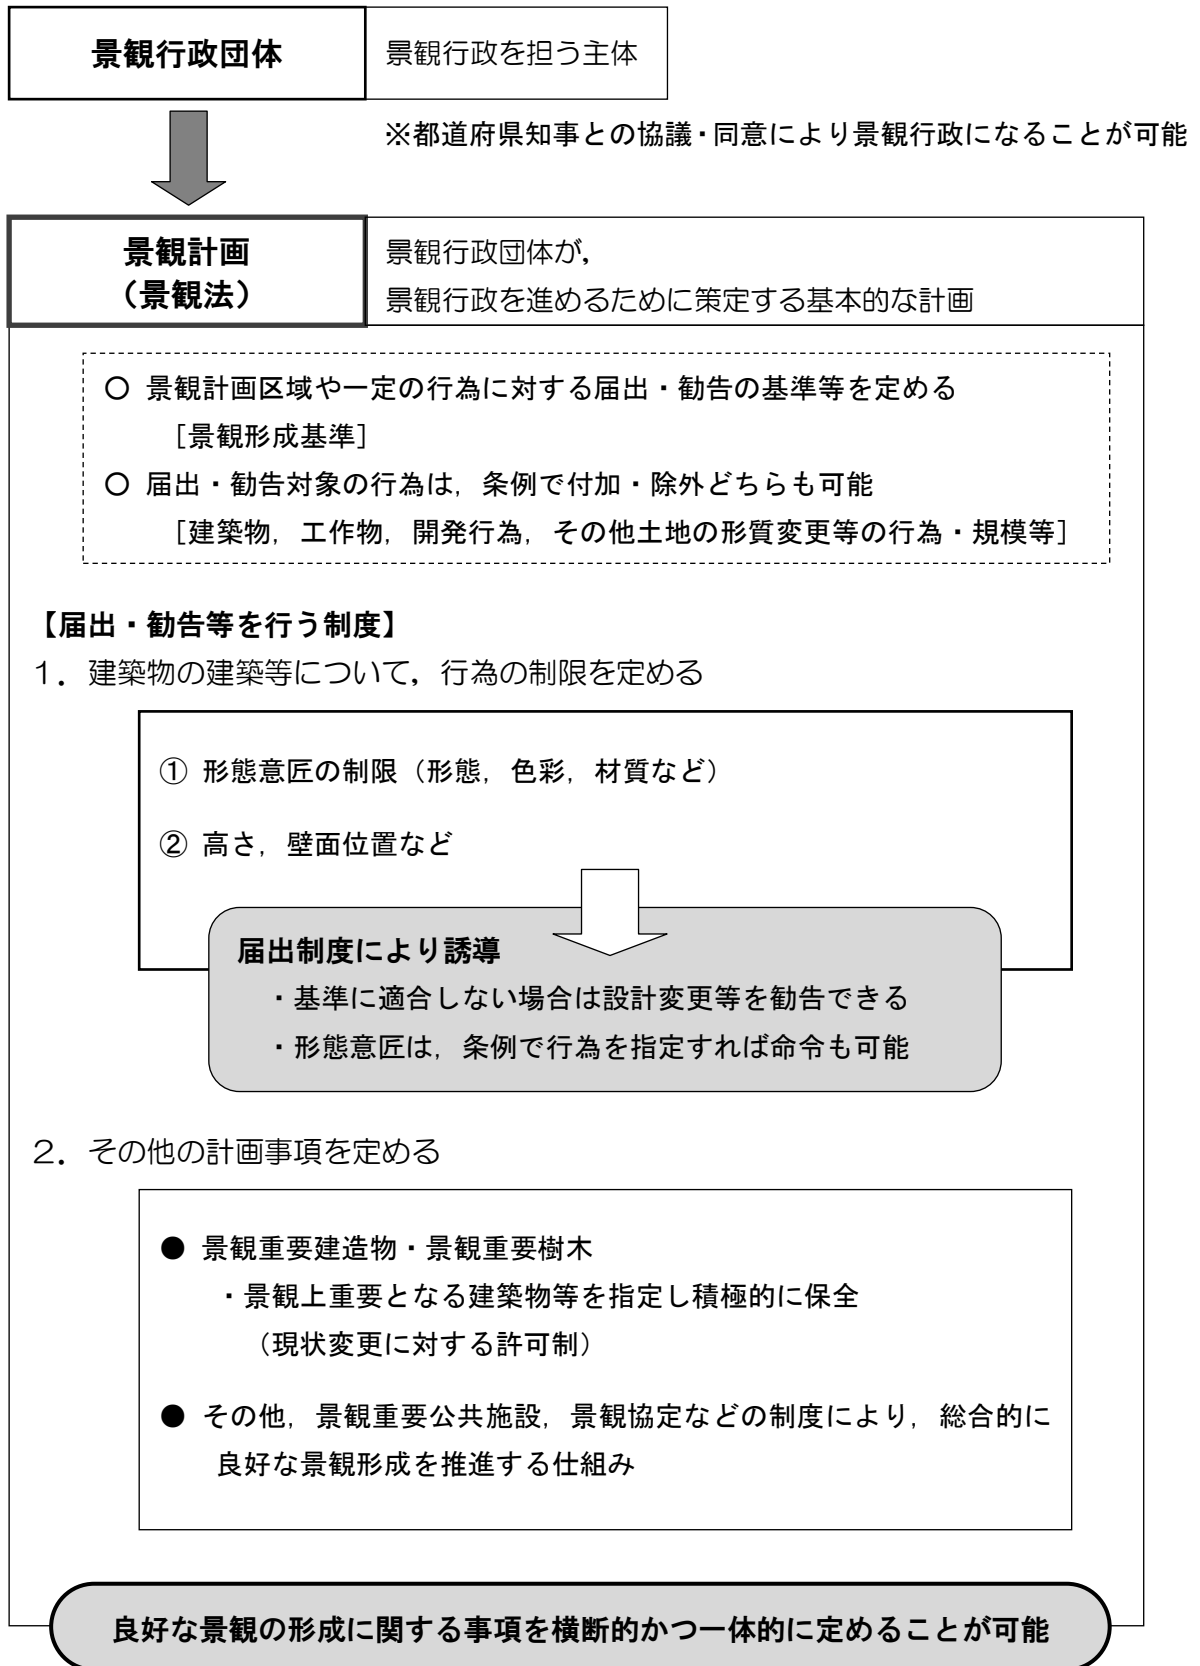 景観行政団体
景観行政を担う主体
※都道府県知事との協議・同意により景観行政になることが可能
景観計画
（景観法）
景観行政団体が，
景観行政を進めるために策定する基本的な計画
○ 景観計画区域や一定の行為に対する届出・勧告の基準等を定める
［景観形成基準］
○ 届出・勧告対象の行為は，条例で付加・除外どちらも可能
［建築物，工作物，開発行為，その他土地の形質変更等の行為・規模等］
【届出・勧告等を行う制度】
１．建築物の建築等について，行為の制限を定める
① 形態意匠の制限（形態，色彩，材質など）
② 高さ，壁面位置など
届出制度により誘導
・基準に適合しない場合は設計変更等を勧告できる
・形態意匠は，条例で行為を指定すれば命令も可能
２．その他の計画事項を定める
● 景観重要建造物・景観重要樹木
・景観上重要となる建築物等を指定し積極的に保全
（現状変更に対する許可制）
● その他，景観重要公共施設，景観協定などの制度により，総合的に
良好な景観形成を推進する仕組み
良好な景観の形成に関する事項を横断的かつ一体的に定めることが可能